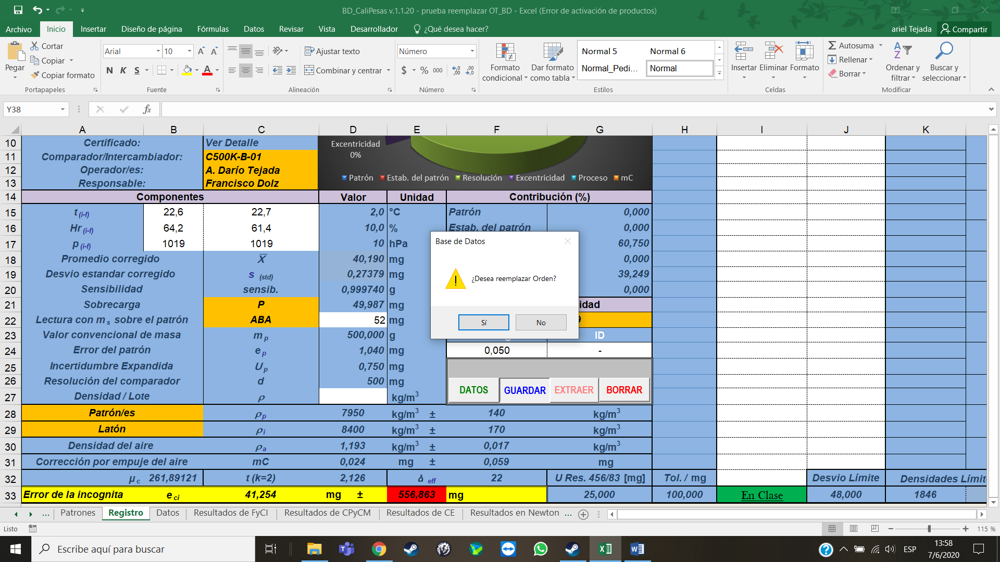 BD_CaliPesas v.1.1.20 - prueba reemplazar OT_BD - Excel (Error de activación de productos)
Archivo Inicio Insertar Diseño de página Fórmulas Datos Revisar Vista Desarrollador ¿Qué desea hacer? ariel Tejada Compartir
Pegar
Cortar
Copiar
Copiar formato
Portapapeles
Arial 10
N K S
Fuente
Ajustar texto
Combinar y centrar
Alineación
Número
$ % 000
Número
Formato condicional
Dar formato como tabla
Normal 5 Normal 6
Normal_Pedi... Normal
Estilos
Insertar Eliminar Formato
Celdas
Autosuma
Rellenar
Borrar
Ordenar y filtrar
Buscar y seleccionar
Modificar
Y38 fx
A B C D E F G H I J K
10 Certificado: Ver Detalle
11 Comparador/Intercambiador: C500K-B-01
12 Operador/es: A. Darío Tejada
13 Responsable: Francisco Dolz
Excentricidad
0%
Patrón Estab. del patrón Resolución Excentricidad Proceso mC
14 Componentes Valor Unidad Contribución (%)
15 t (i-f) 22,6 22,7 2,0 °C Patrón 0,000
16 Hr (i-f) 64,2 61,4 10,0 % Estab. del patrón 0,000
17 p (i-f) 1019 1019 10 hPa 60,750
18 Promedio corregido X̅ 40,190 mg 0,000
19 Desvio estandar corregido s (std) 0,27379 mg 39,249
20 Sensibilidad sensib. 0,999740 g 0,000
21 Sobrecarga P 49,987 mg idad
22 Lectura con m s sobre el patrón ABA 52 mg
23 Valor convencional de masa m p 500,000 g ID
24 Error del patrón e p 1,040 mg 0,050 -
25 Incertidumbre Expandida U p 0,750 mg
26 Resolución del comparador d 500 mg
27 Densidad / Lote ρ kg/m³
DATOS GUARDAR EXTRAER BORRAR
28 Patrón/es ρ p 7950 kg/m³ ± 140 kg/m³
29 Latón ρ i 8400 kg/m³ ± 170 kg/m³
30 Densidad del aire ρ a 1,193 kg/m³ ± 0,017 kg/m³
31 Corrección por empuje del aire mC 0,024 mg ± 0,059 mg
32 μ c 261,89121 t (k=2) 2,126 δ eff 22 U Res. 456/83 [mg] Tol. / mg Desvio Límite Densidades Límit
33 Error de la incognita e ci 41,254 mg ± 556,863 mg 25,000 100,000 En Clase 48,000 1846
Base de Datos
¿Desea reemplazar Orden?
Sí No
... Patrones Registro Datos Resultados de FyCI Resultados de CPyCM Resultados de CE Resultados en Newton ...
Listo 115 %
Escribe aquí para buscar
ESP
13:58
7/6/2020